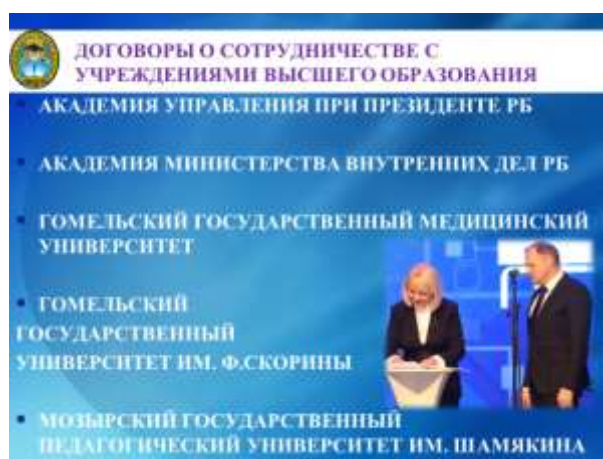 ДОГОВОРЫ О СОТРУДНИЧЕСТВЕ С
УЧРЕЖДЕНИЯМИ ВЫСШЕГО ОБРАЗОВАНИЯ
АКАДЕМИЯ УПРАВЛЕНИЯ ПРИ ПРЕЗИДЕНТЕ РБ
АКАДЕМИЯ МИНИСТЕРСТВА ВНУТРЕННИХ ДЕЛ РБ
ГОМЕЛЬСКИЙ ГОСУДАРСТВЕННЫЙ МЕДИЦИНСКИЙ
УНИВЕРСИТЕТ
ГОМЕЛЬСКИЙ
ГОСУДАРСТВЕННЫЙ
УНИВЕРСИТЕТ ИМ. Ф.СКОРИНЫ
МОЗЫРСКИЙ ГОСУДАРСТВЕННЫЙ
ПЕДАГОГИЧЕСКИЙ УНИВЕРСИТЕТ ИМ. ШАМЯКИНА